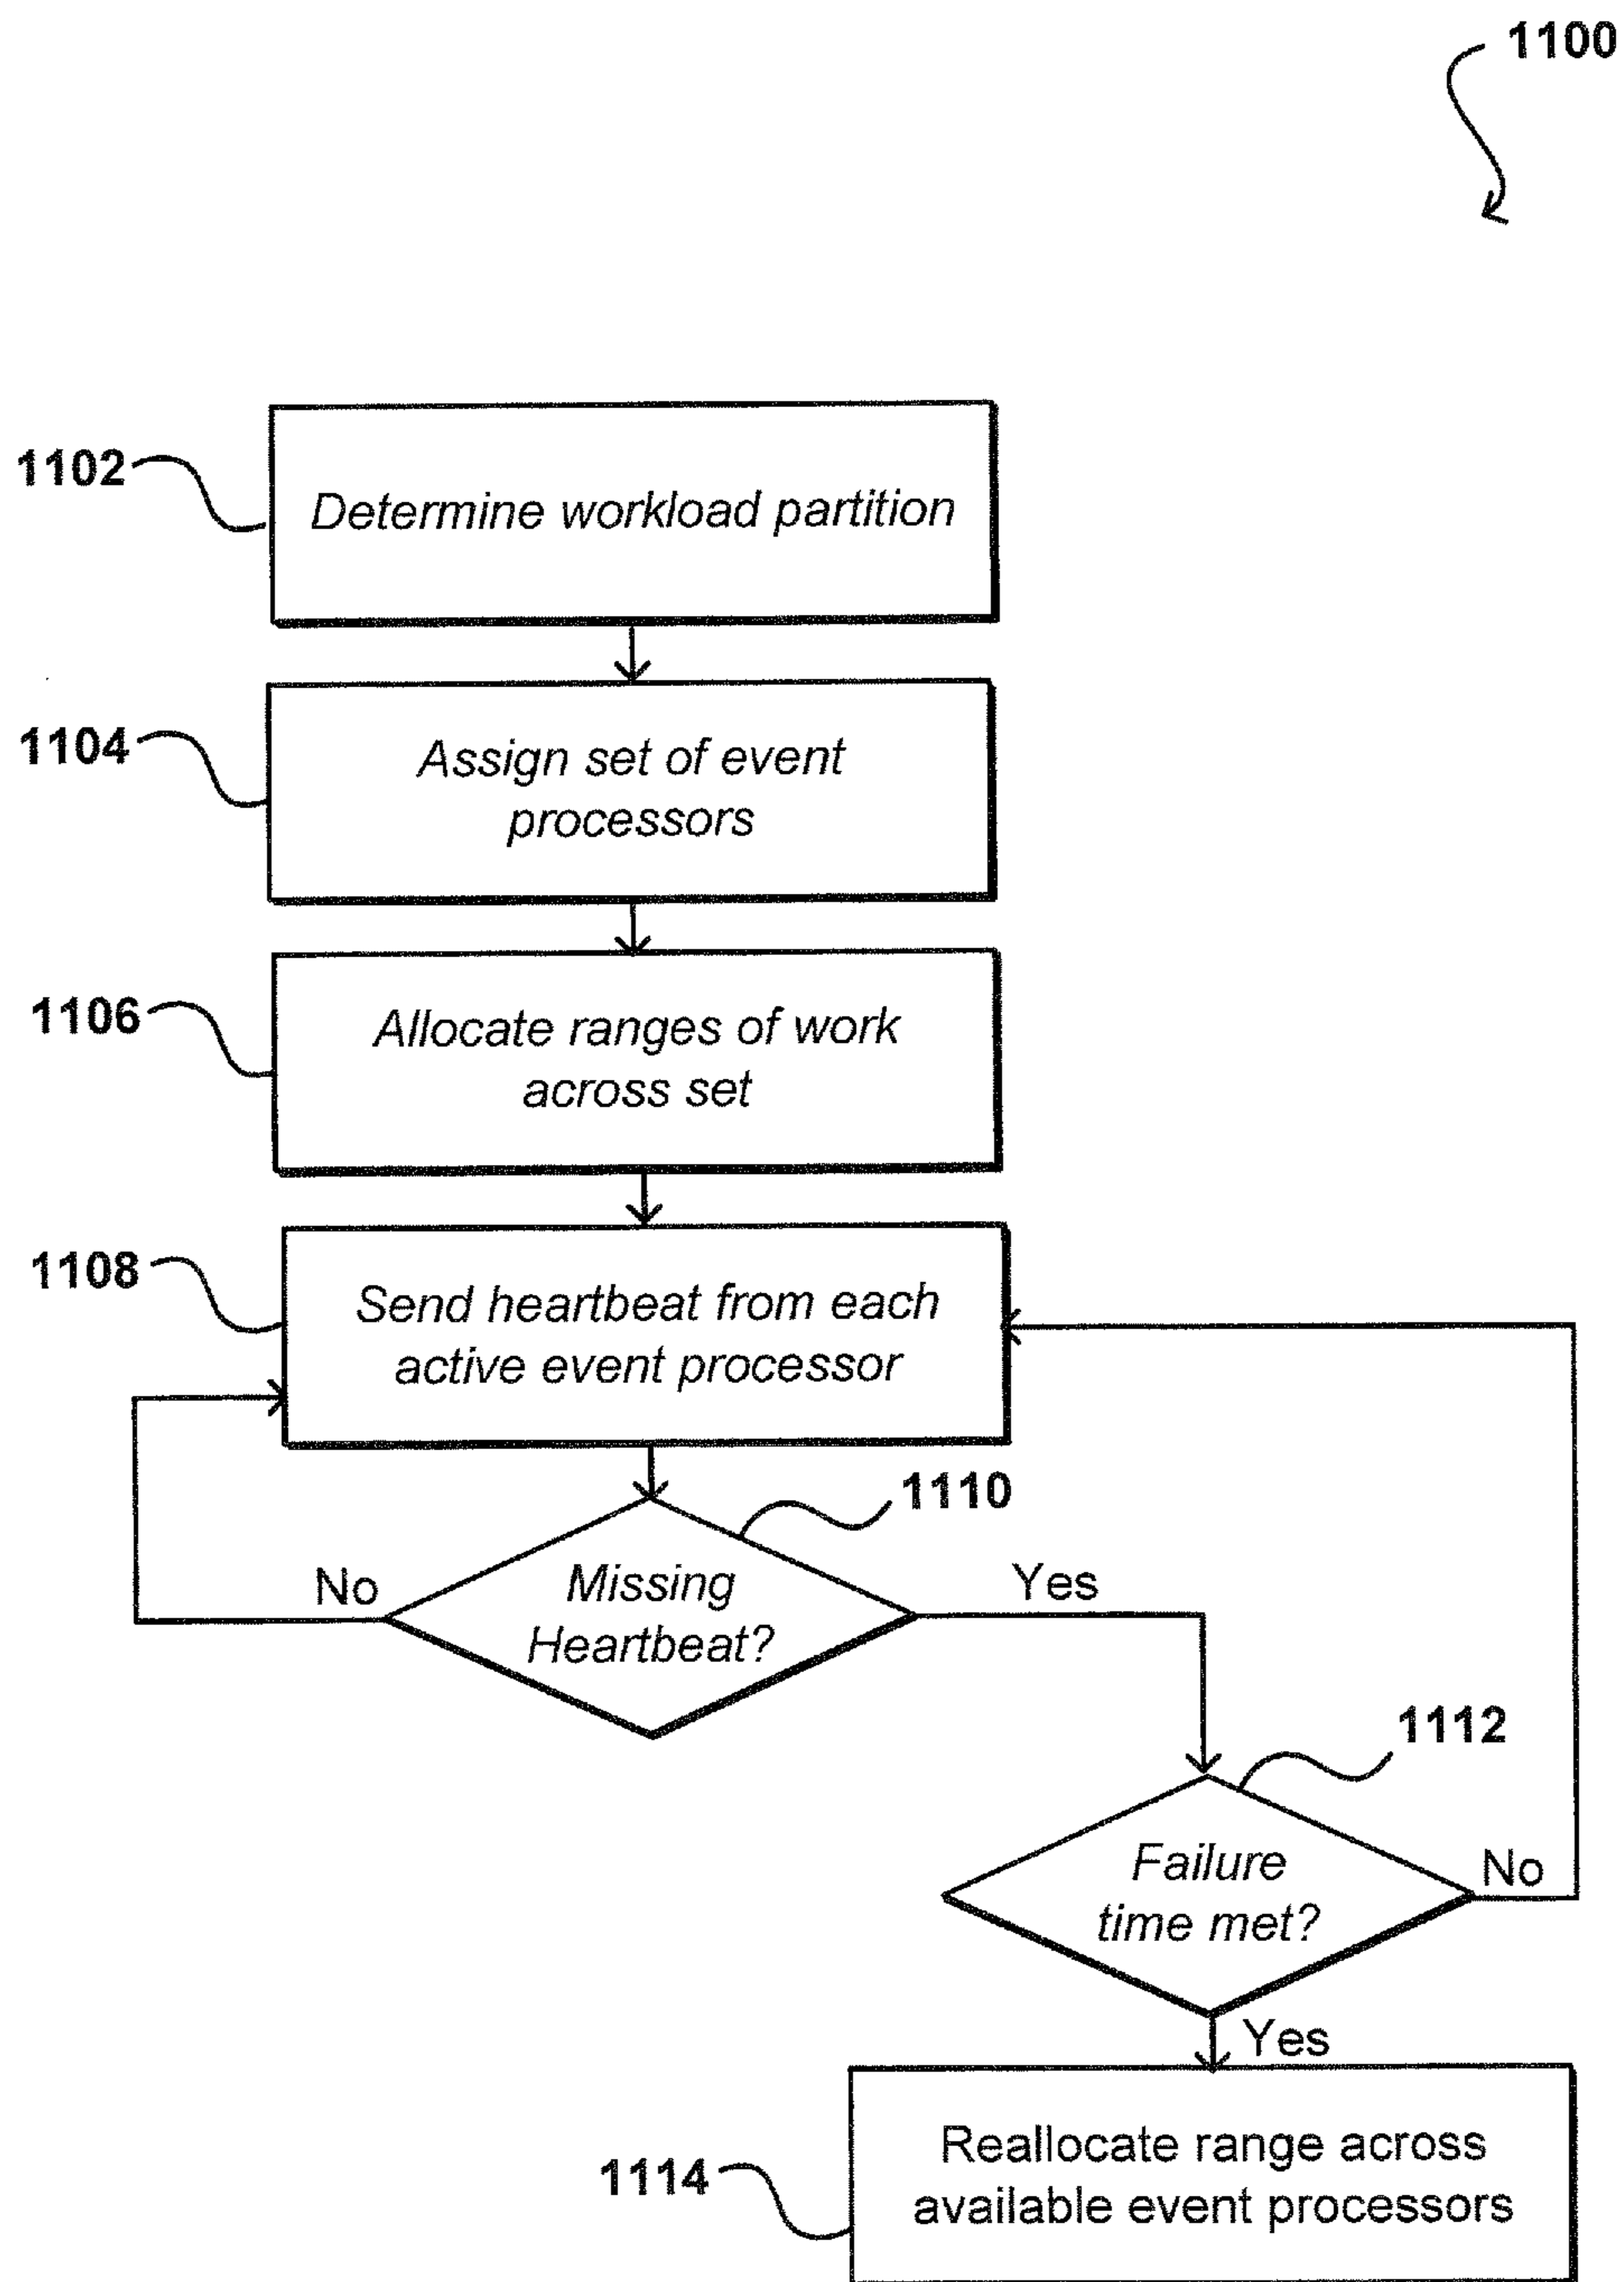 1100
1102
Determine workload partition
1104
Assign set of event
processors
1106
Allocate ranges of work
across set
1108
Send heartbeat from each
active event processor
1110
No
Missing
Heartbeat?
Yes
1112
Failure
time met?
No
Yes
1114
Reallocate range across
available event processors